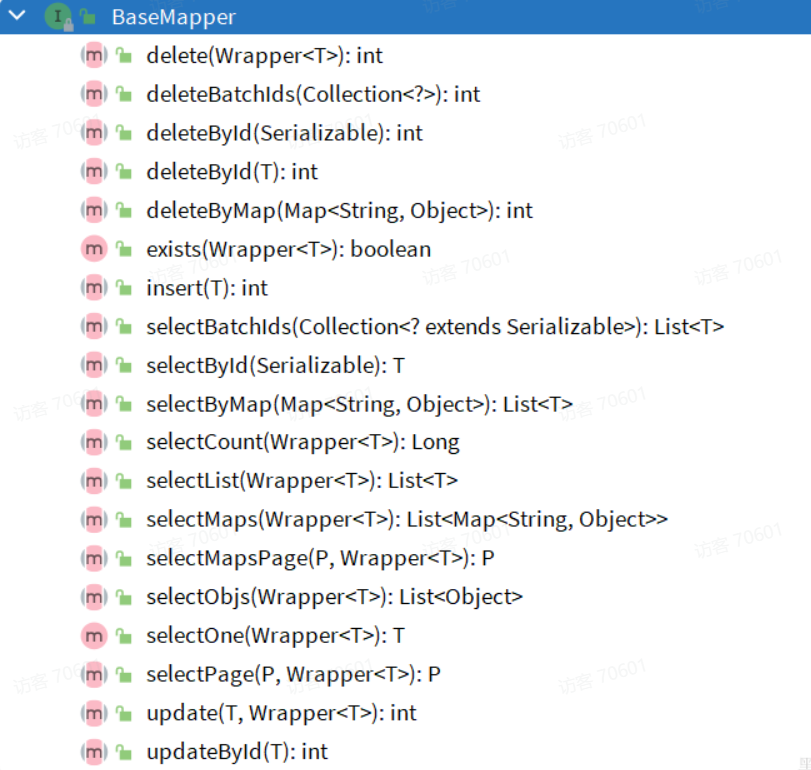 BaseMapper
delete(Wrapper<T>): int
deleteBatchIds(Collection<?>): int
deleteById(Serializable): int
deleteById(T): int
deleteByMap(Map<String, Object>): int
exists(Wrapper<T>): boolean
insert(T): int
selectBatchIds(Collection<? extends Serializable>): List<T>
selectById(Serializable): T
selectByMap(Map<String, Object>): List<T>
selectCount(Wrapper<T>): Long
selectList(Wrapper<T>): List<T>
selectMaps(Wrapper<T>): List<Map<String, Object>>
selectMapsPage(P, Wrapper<T>): P
selectObjs(Wrapper<T>): List<Object>
selectOne(Wrapper<T>): T
selectPage(P, Wrapper<T>): P
update(T, Wrapper<T>): int
updateById(T): int
访客 70601